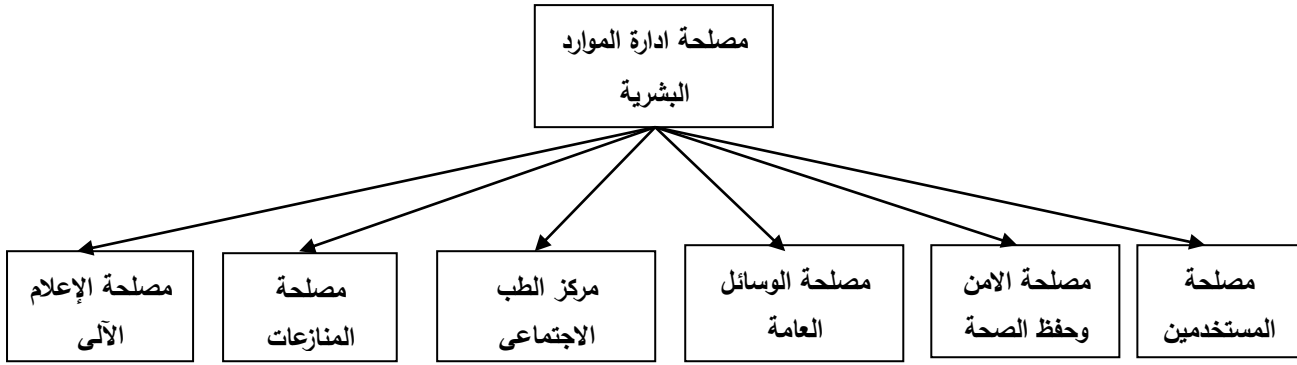 مصلحة ادارة الموارد
البشرية
مصلحة
المستخدمين
مصلحة الامن
وحفظ الصحة
مصلحة الوسائل
العامة
مركز الطب
الاجتماعى
مصلحة
المنازعات
مصلحة الإعلام
الآلى